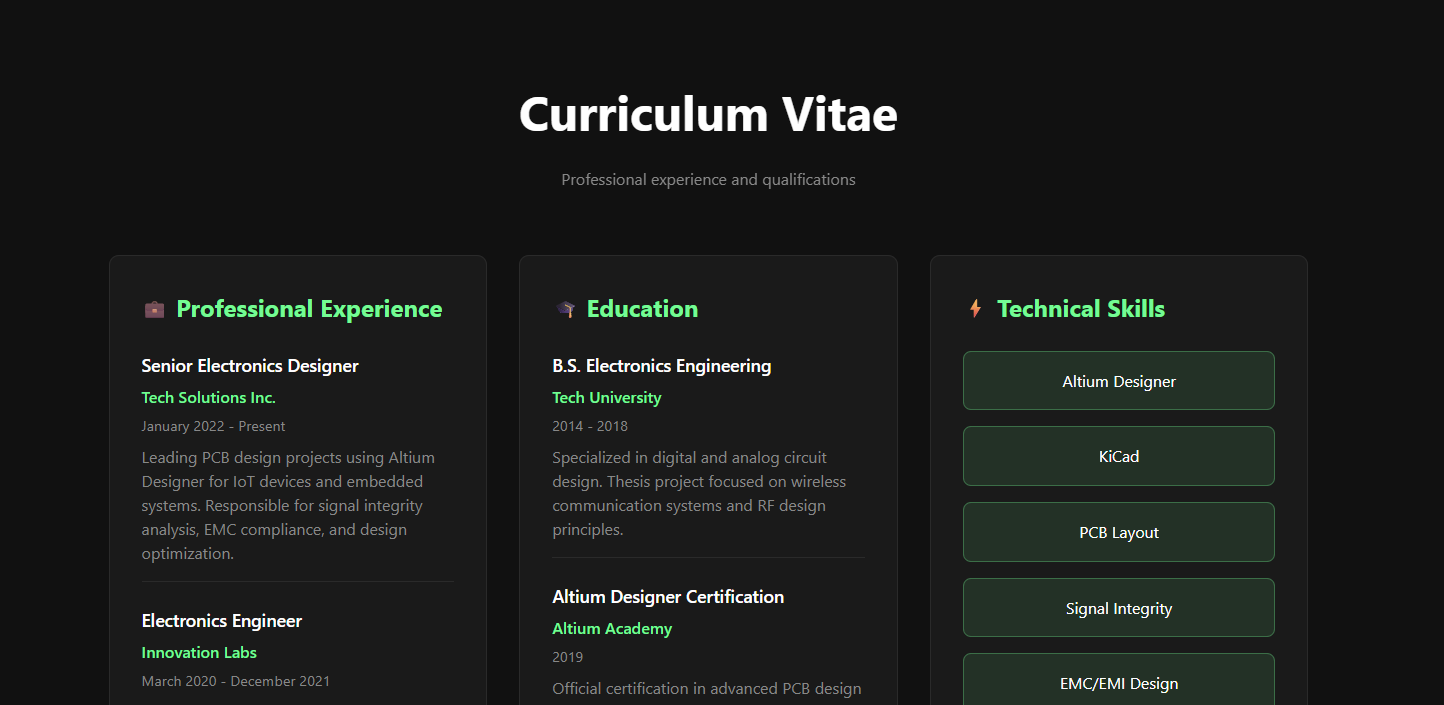 Curriculum Vitae
Professional experience and qualifications
Professional Experience
Senior Electronics Designer
Tech Solutions Inc.
January 2022 - Present
Leading PCB design projects using Altium
Designer for IoT devices and embedded
systems. Responsible for signal integrity
analysis, EMC compliance, and design
optimization.
Electronics Engineer
Innovation Labs
March 2020 - December 2021
Education
B.S. Electronics Engineering
Tech University
2014 - 2018
Specialized in digital and analog circuit
design. Thesis project focused on wireless
communication systems and RF design
principles.
Altium Designer Certification
Altium Academy
2019
Official certification in advanced PCB design
Technical Skills
Altium Designer
KiCad
PCB Layout
Signal Integrity
EMC/EMI Design